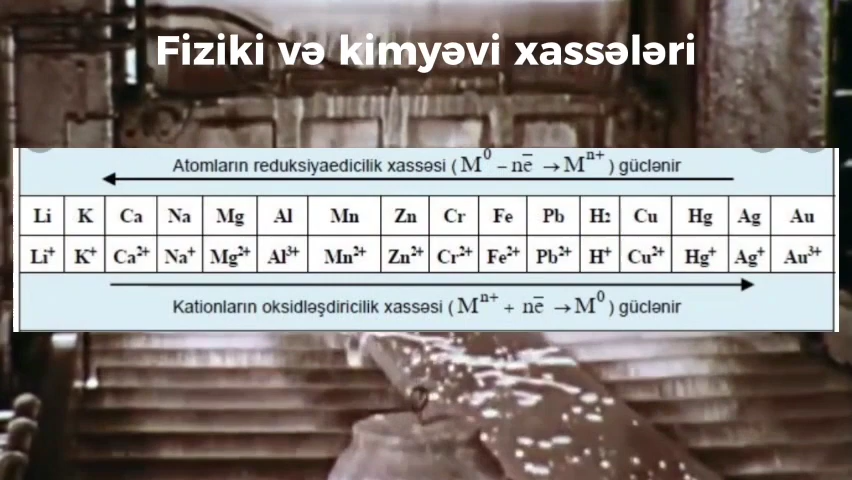 Fiziki və kimyəvi xassələri
Atomların reduksiyaedicilik xassəsi ( M⁰ – nē → Mⁿ⁺ ) güclənir
Li K Ca Na Mg Al Mn Zn Cr Fe Pb H₂ Cu Hg Ag Au
Li⁺ K⁺ Ca²⁺ Na⁺ Mg²⁺ Al³⁺ Mn²⁺ Zn²⁺ Cr²⁺ Fe²⁺ Pb²⁺ H⁺ Cu²⁺ Hg⁺ Ag⁺ Au³⁺
Kationların oksidləşdiricilik xassəsi ( Mⁿ⁺ + nē → M⁰ ) güclənir